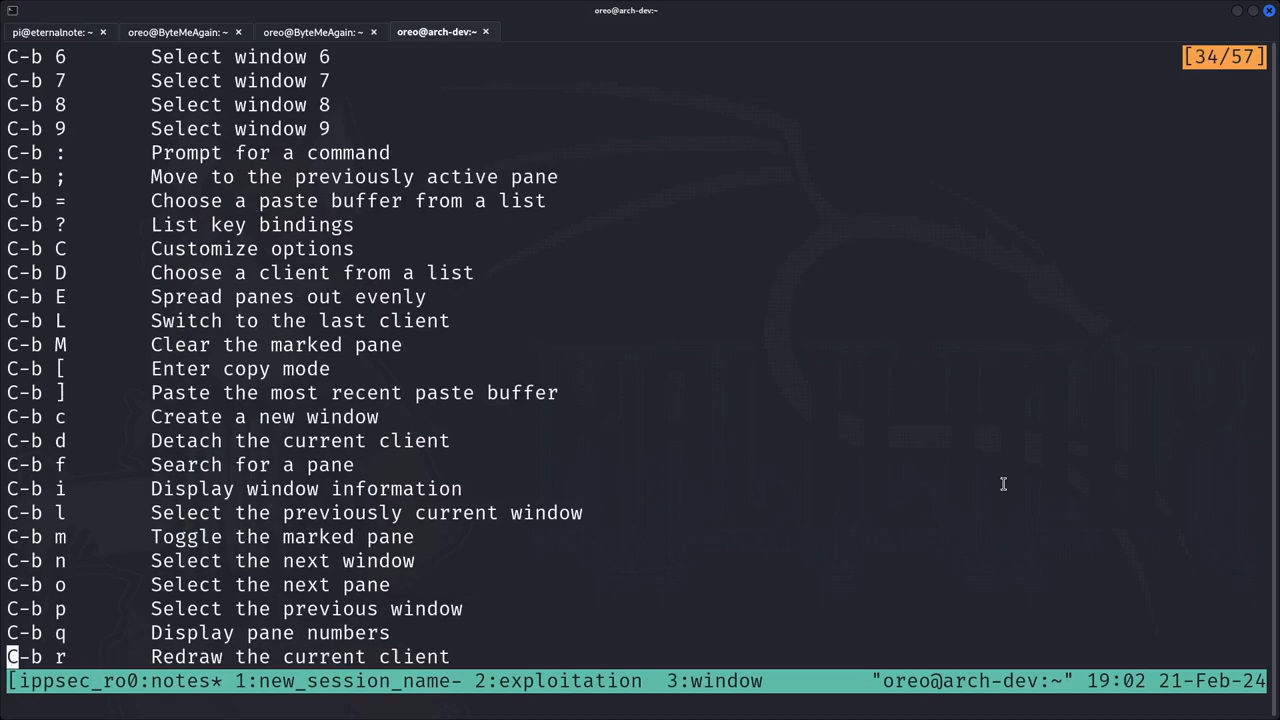 oreo@arch-dev:~
pi@eternalnote: ~ × oreo@ByteMeAgain: ~ × oreo@ByteMeAgain: ~ × oreo@arch-dev:~ ×
C-b 6 Select window 6 [34/57]
C-b 7 Select window 7
C-b 8 Select window 8
C-b 9 Select window 9
C-b : Prompt for a command
C-b ; Move to the previously active pane
C-b = Choose a paste buffer from a list
C-b ? List key bindings
C-b C Customize options
C-b D Choose a client from a list
C-b E Spread panes out evenly
C-b L Switch to the last client
C-b M Clear the marked pane
C-b [ Enter copy mode
C-b ] Paste the most recent paste buffer
C-b c Create a new window
C-b d Detach the current client
C-b f Search for a pane
C-b i Display window information
C-b l Select the previously current window
C-b m Toggle the marked pane
C-b n Select the next window
C-b o Select the next pane
C-b p Select the previous window
C-b q Display pane numbers
C-b r Redraw the current client
[ippsec_ro0:notes* 1:new_session_name- 2:exploitation 3:window "oreo@arch-dev:~" 19:02 21-Feb-24